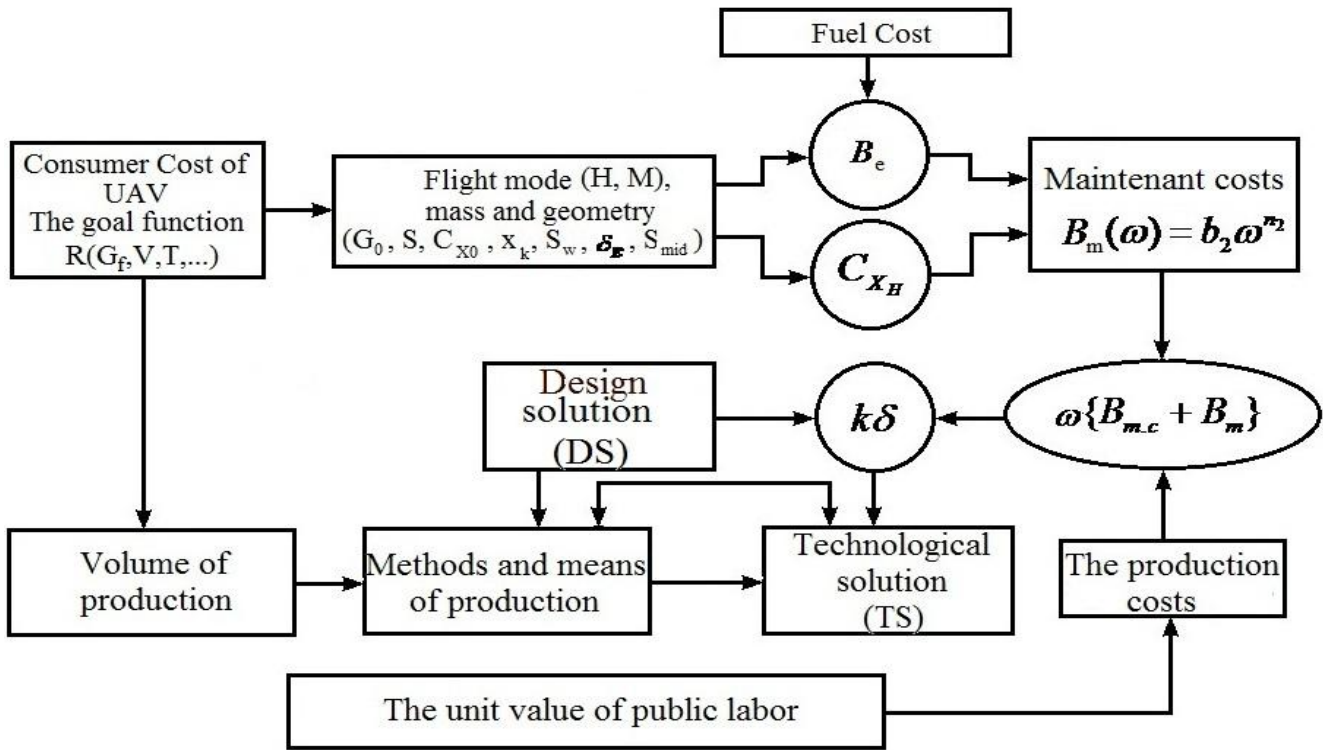 Fuel Cost
Consumer Cost of
UAV
The goal function
R(G_f,V,T,...)
Flight mode (H, M),
mass and geometry
(G_0 , S, C_X0 , x_k, S_w, δ_E, S_mid )
B_e
C_X_H
Maintenant costs
B_m(ω) = b_2ω^n_2
Design
solution
(DS)
kδ
ω{B_m.c + B_m}
Volume of
production
Methods and means
of production
Technological
solution
(TS)
The production
costs
The unit value of public labor